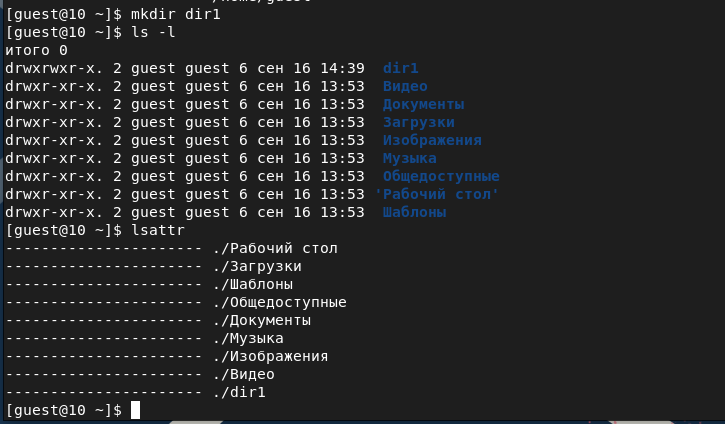 [guest@10 ~]$ mkdir dir1
[guest@10 ~]$ ls -l
итого 0
drwxrwxr-x. 2 guest guest 6 сен 16 14:39  dir1
drwxr-xr-x. 2 guest guest 6 сен 16 13:53  Видео
drwxr-xr-x. 2 guest guest 6 сен 16 13:53  Документы
drwxr-xr-x. 2 guest guest 6 сен 16 13:53  Загрузки
drwxr-xr-x. 2 guest guest 6 сен 16 13:53  Изображения
drwxr-xr-x. 2 guest guest 6 сен 16 13:53  Музыка
drwxr-xr-x. 2 guest guest 6 сен 16 13:53  Общедоступные
drwxr-xr-x. 2 guest guest 6 сен 16 13:53 'Рабочий стол'
drwxr-xr-x. 2 guest guest 6 сен 16 13:53  Шаблоны
[guest@10 ~]$ lsattr
---------------------- ./Рабочий стол
---------------------- ./Загрузки
---------------------- ./Шаблоны
---------------------- ./Общедоступные
---------------------- ./Документы
---------------------- ./Музыка
---------------------- ./Изображения
---------------------- ./Видео
---------------------- ./dir1
[guest@10 ~]$